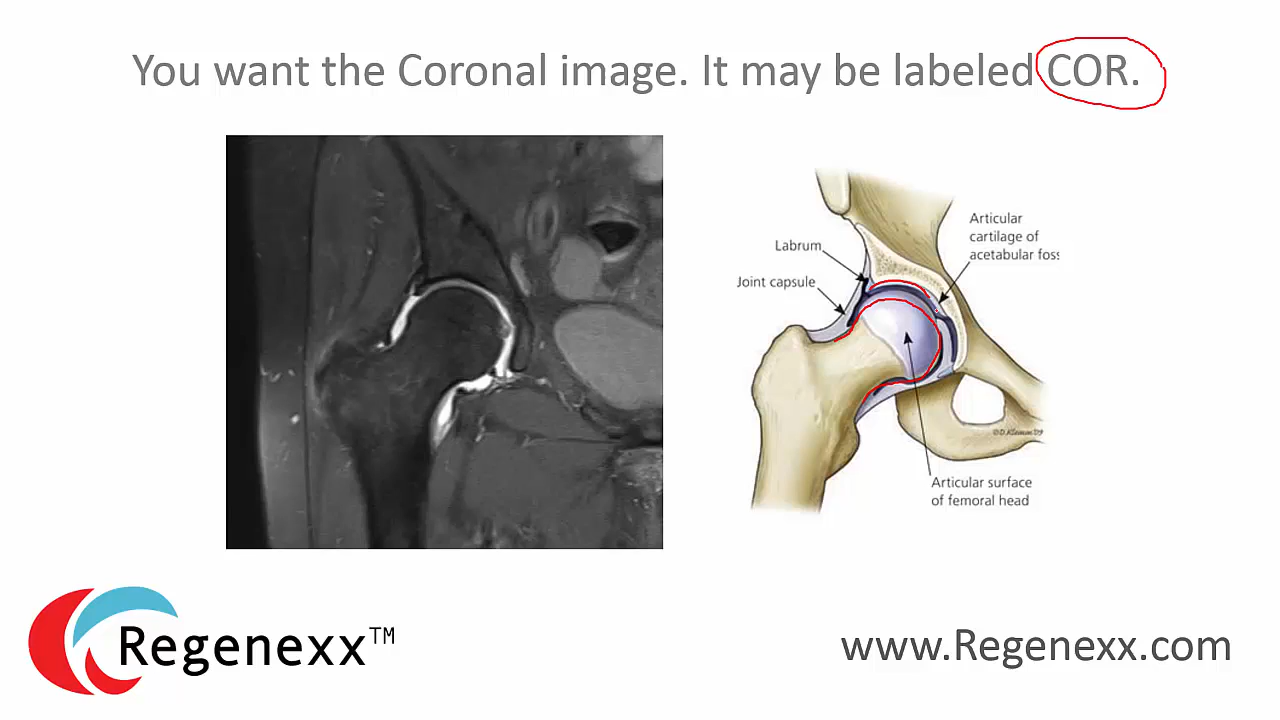 You want the Coronal image. It may be labeled COR.
Articular
cartilage of
acetabular foss
Labrum
Joint capsule
Articular surface
of femoral head
Regenexx™
www.Regenexx.com